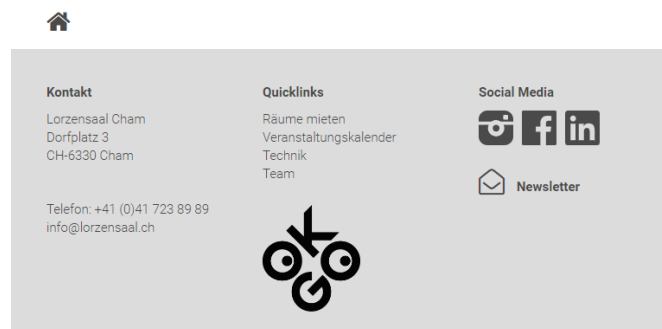 Kontakt
Lorzensaal Cham
Dorfplatz 3
CH-6330 Cham
Telefon: +41 (0)41 723 89 89
info@lorzensaal.ch
Quicklinks
Räume mieten
Veranstaltungskalender
Technik
Team
OKO
G
Social Media
Newsletter